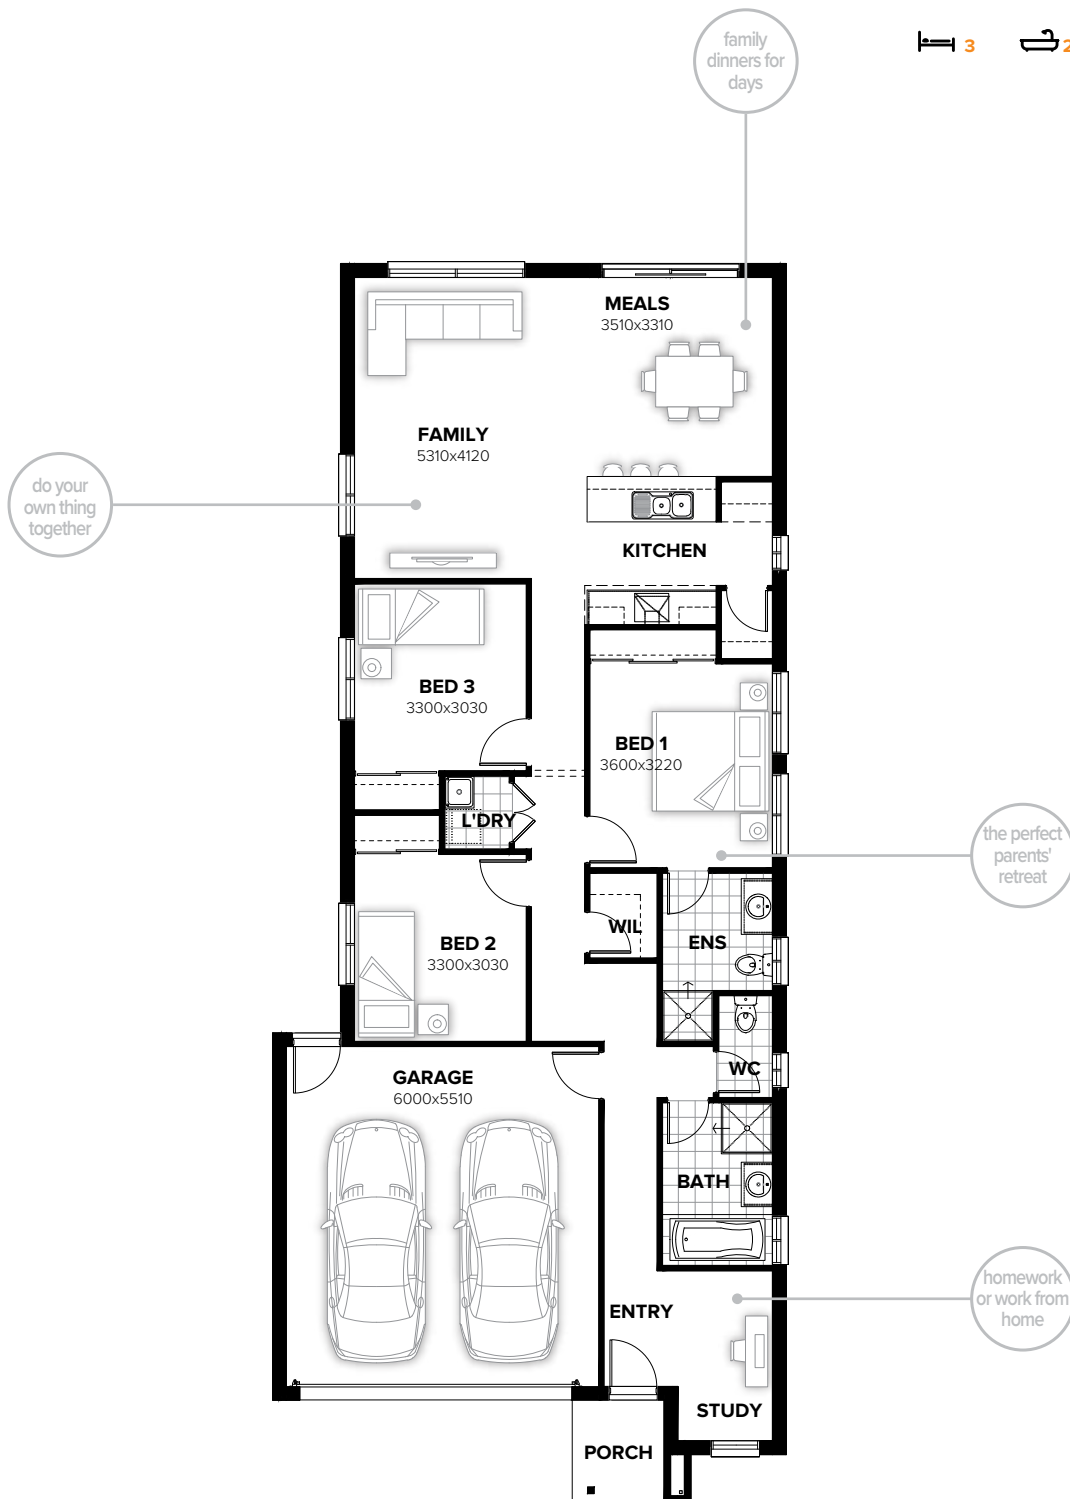 family
dinners for
days
3
2
MEALS
3510x3310
FAMILY
5310x4120
do your
own thing
together
KITCHEN
BED 3
3300x3030
BED 1
3600x3220
L'DRY
the perfect
parents'
retreat
WIL
ENS
BED 2
3300x3030
WC
GARAGE
6000x5510
BATH
homework
or work from
home
ENTRY
STUDY
PORCH